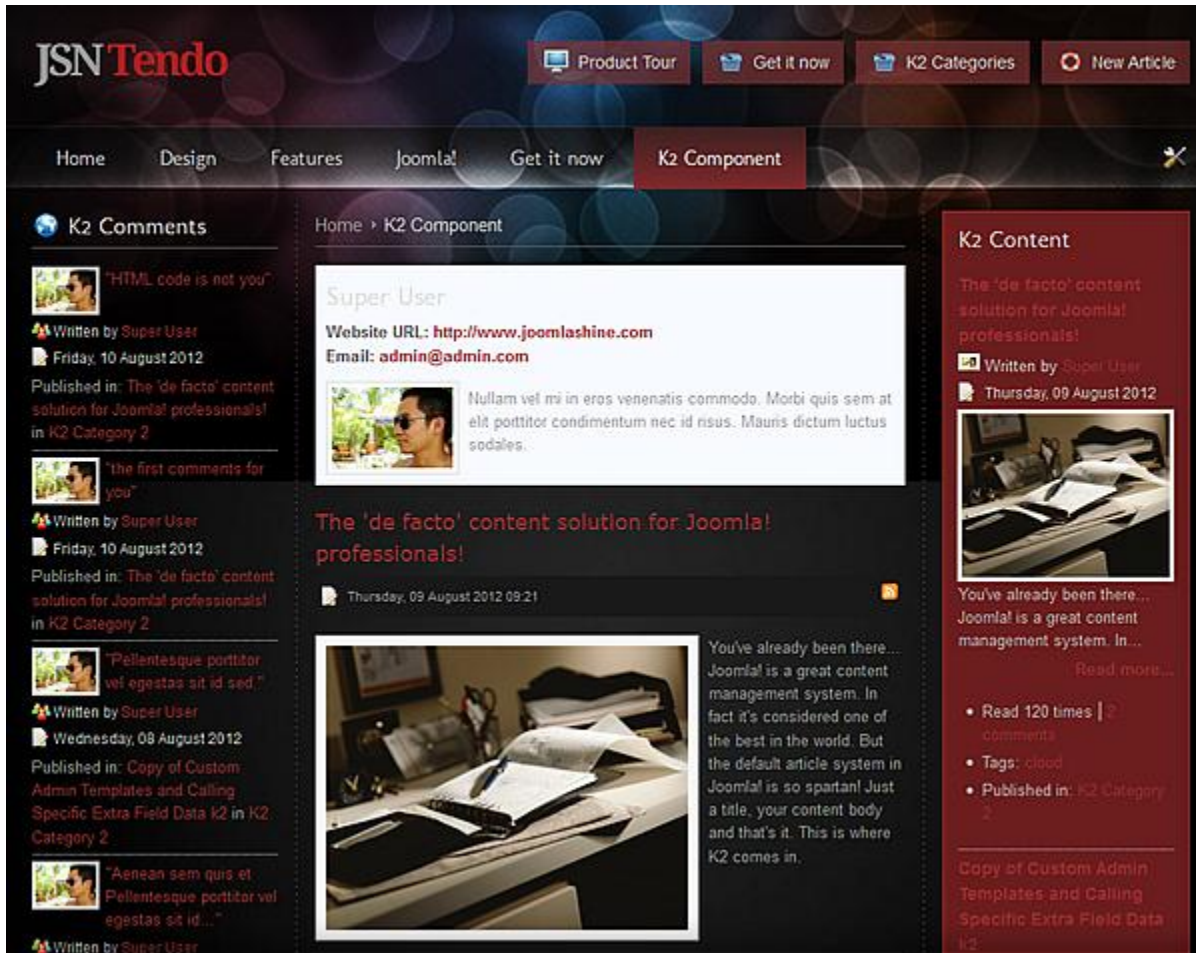 JSN Tendo
Product Tour
Get it now
K2 Categories
New Article
Home
Design
Features
Joomla!
Get it now
K2 Component
K2 Comments
"HTML code is not you"
Written by Super User
Friday, 10 August 2012
Published in: The 'de facto' content
solution for Joomla! professionals!
in K2 Category 2
"the first comments for
you"
Written by Super User
Friday, 10 August 2012
Published in: The 'de facto' content
solution for Joomla! professionals!
in K2 Category 2
"Pellentesque porttitor
vel egestas sit id sed."
Written by Super User
Wednesday, 08 August 2012
Published in: Copy of Custom
Admin Templates and Calling
Specific Extra Field Data k2 in K2
Category 2
"Aenean sem quis et
Pellentesque porttitor vel
egestas sit id..."
Written by Super User
Home › K2 Component
Super User
Website URL: http://www.joomlashine.com
Email: admin@admin.com
Nullam vel mi in eros venenatis commodo. Morbi quis sem at
elit porttitor condimentum nec id risus. Mauris dictum luctus
sodales.
The 'de facto' content solution for Joomla!
professionals!
Thursday, 09 August 2012 09:21
You've already been there...
Joomla! is a great content
management system. In
fact it's considered one of
the best in the world. But
the default article system in
Joomla! is so spartan! Just
a title, your content body
and that's it. This is where
K2 comes in.
K2 Content
The 'de facto' content
solution for Joomla!
professionals!
Written by Super User
Thursday, 09 August 2012
You've already been there...
Joomla! is a great content
management system. In...
Read more...
Read 120 times | 2
comments
Tags: cloud
Published in: K2 Category
2
Copy of Custom Admin
Templates and Calling
Specific Extra Field Data
k2